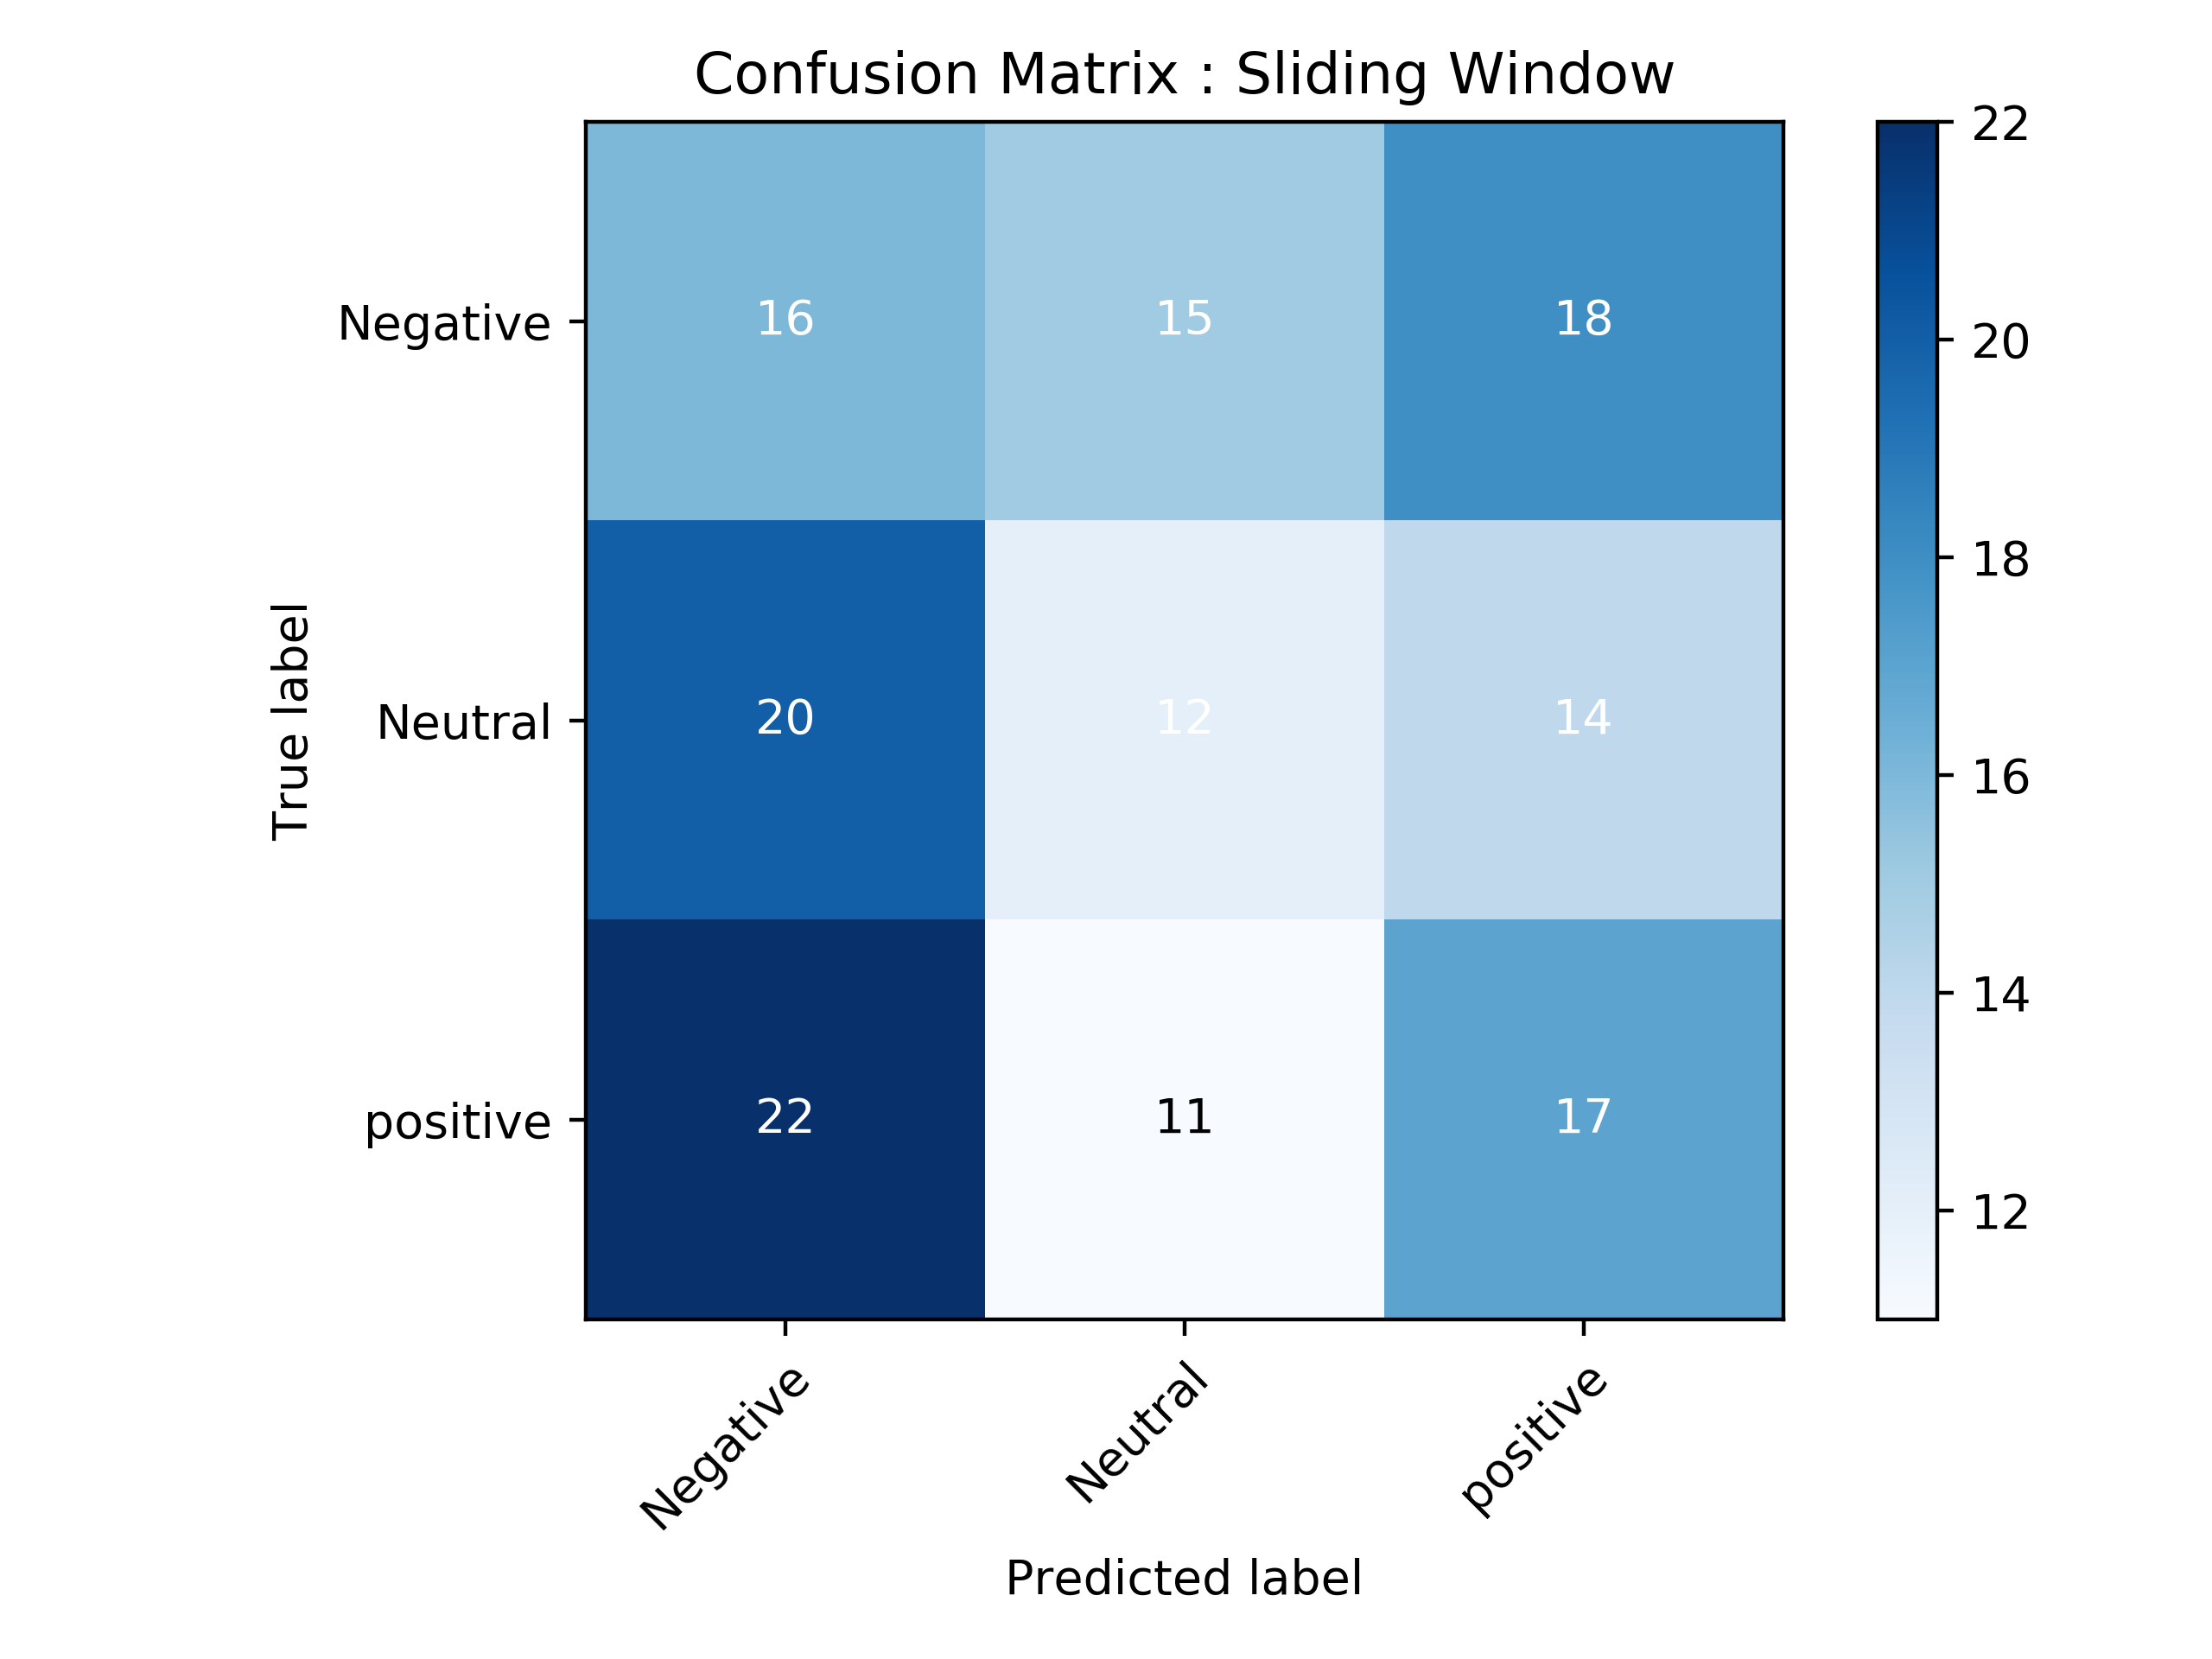 Confusion Matrix : Sliding Window
True label
Negative
Neutral
positive
16 15 18
20 12 14
22 11 17
Negative
Neutral
positive
Predicted label
22
20
18
16
14
12